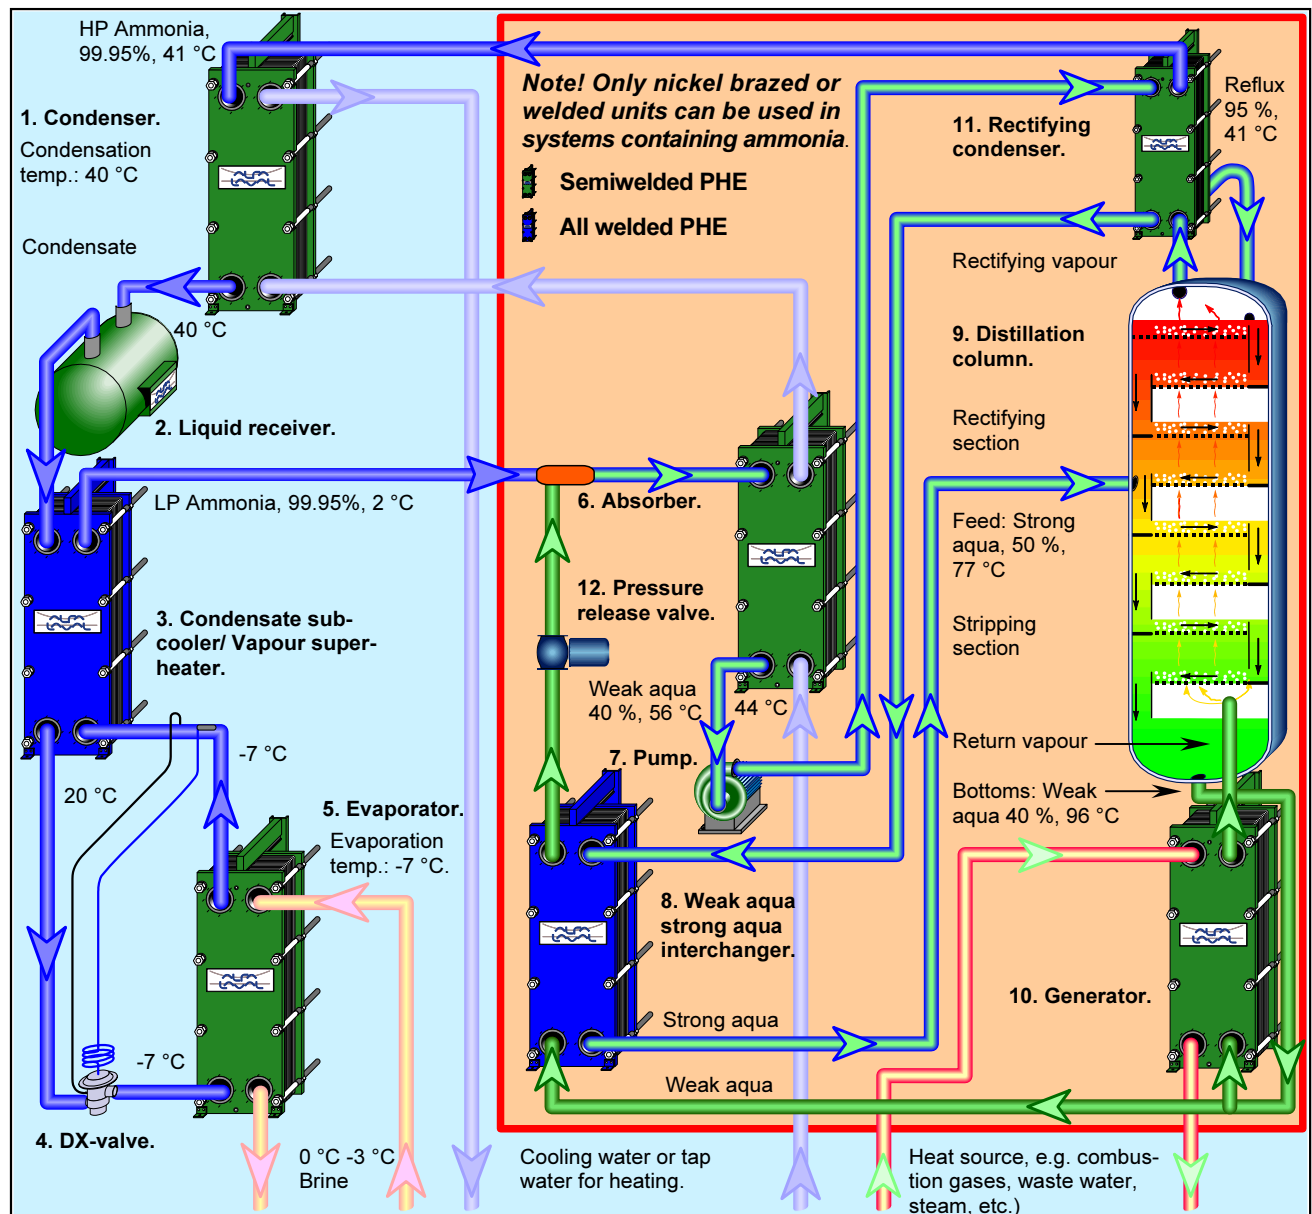 HP Ammonia,
99.95%, 41 °C
1. Condenser.
Condensation
temp.: 40 °C
Condensate
40 °C
2. Liquid receiver.
LP Ammonia, 99.95%, 2 °C
3. Condensate sub-
cooler/ Vapour super-
heater.
-7 °C
20 °C
5. Evaporator.
Evaporation
temp.: -7 °C.
-7 °C
4. DX-valve.
0 °C -3 °C
Brine
Note! Only nickel brazed or
welded units can be used in
systems containing ammonia.
Semiwelded PHE
All welded PHE
6. Absorber.
12. Pressure
release valve.
Weak aqua
40 %, 56 °C
44 °C
7. Pump.
8. Weak aqua
strong aqua
interchanger.
Strong aqua
Weak aqua
Cooling water or tap
water for heating.
11. Rectifying
condenser.
Reflux
95 %,
41 °C
Rectifying vapour
9. Distillation
column.
Rectifying
section
Feed: Strong
aqua, 50 %,
77 °C
Stripping
section
Return vapour
Bottoms: Weak
aqua 40 %, 96 °C
10. Generator.
Heat source, e.g. combus-
tion gases, waste water,
steam, etc.)